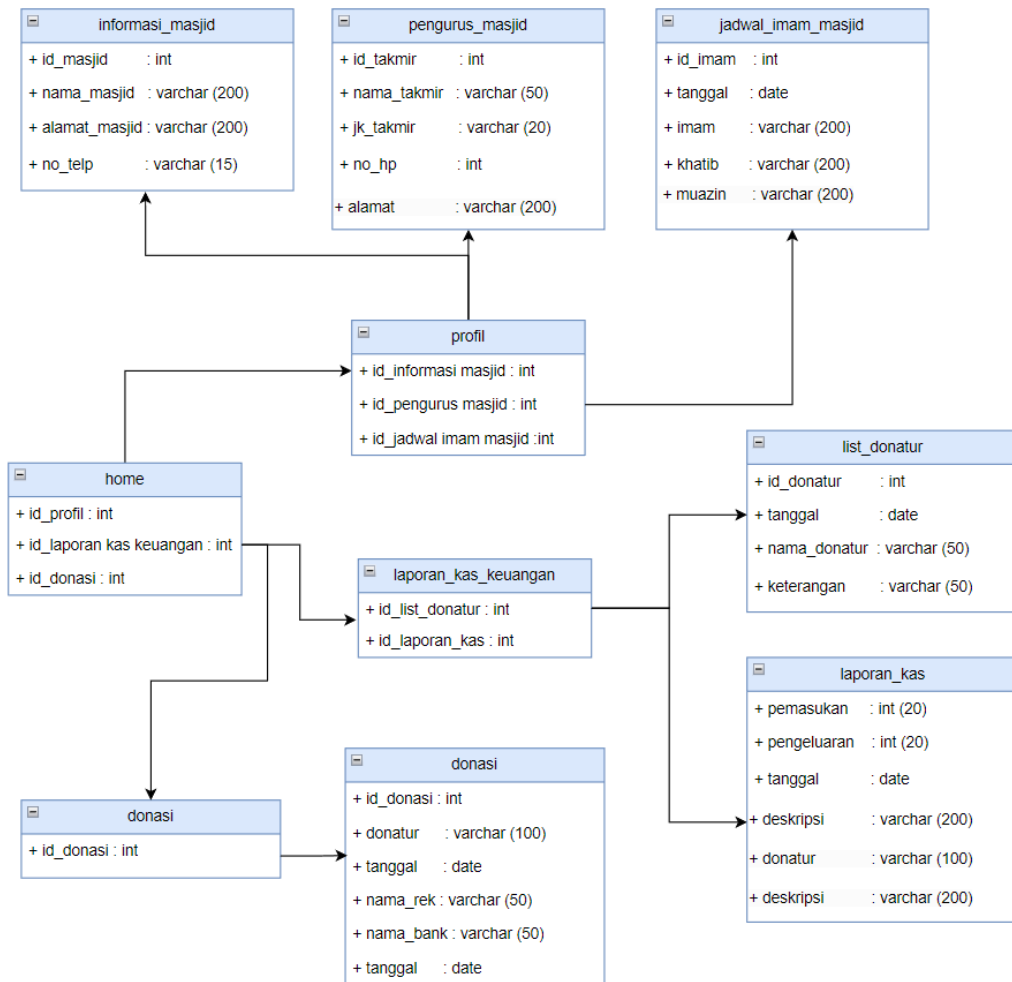 informasi_masjid
+ id_masjid : int
+ nama_masjid : varchar (200)
+ alamat_masjid : varchar (200)
+ no_telp : varchar (15)
pengurus_masjid
+ id_takmir : int
+ nama_takmir : varchar (50)
+ jk_takmir : varchar (20)
+ no_hp : int
+ alamat : varchar (200)
jadwal_imam_masjid
+ id_imam : int
+ tanggal : date
+ imam : varchar (200)
+ khatib : varchar (200)
+ muazin : varchar (200)
profil
+ id_informasi masjid : int
+ id_pengurus masjid : int
+ id_jadwal imam masjid :int
home
+ id_profil : int
+ id_laporan kas keuangan : int
+ id_donasi : int
laporan_kas_keuangan
+ id_list_donatur : int
+ id_laporan_kas : int
list_donatur
+ id_donatur : int
+ tanggal : date
+ nama_donatur : varchar (50)
+ keterangan : varchar (50)
laporan_kas
+ pemasukan : int (20)
+ pengeluaran : int (20)
+ tanggal : date
+ deskripsi : varchar (200)
+ donatur : varchar (100)
+ deskripsi : varchar (200)
donasi
+ id_donasi : int
donasi
+ id_donasi : int
+ donatur : varchar (100)
+ tanggal : date
+ nama_rek : varchar (50)
+ nama_bank : varchar (50)
+ tanggal : date